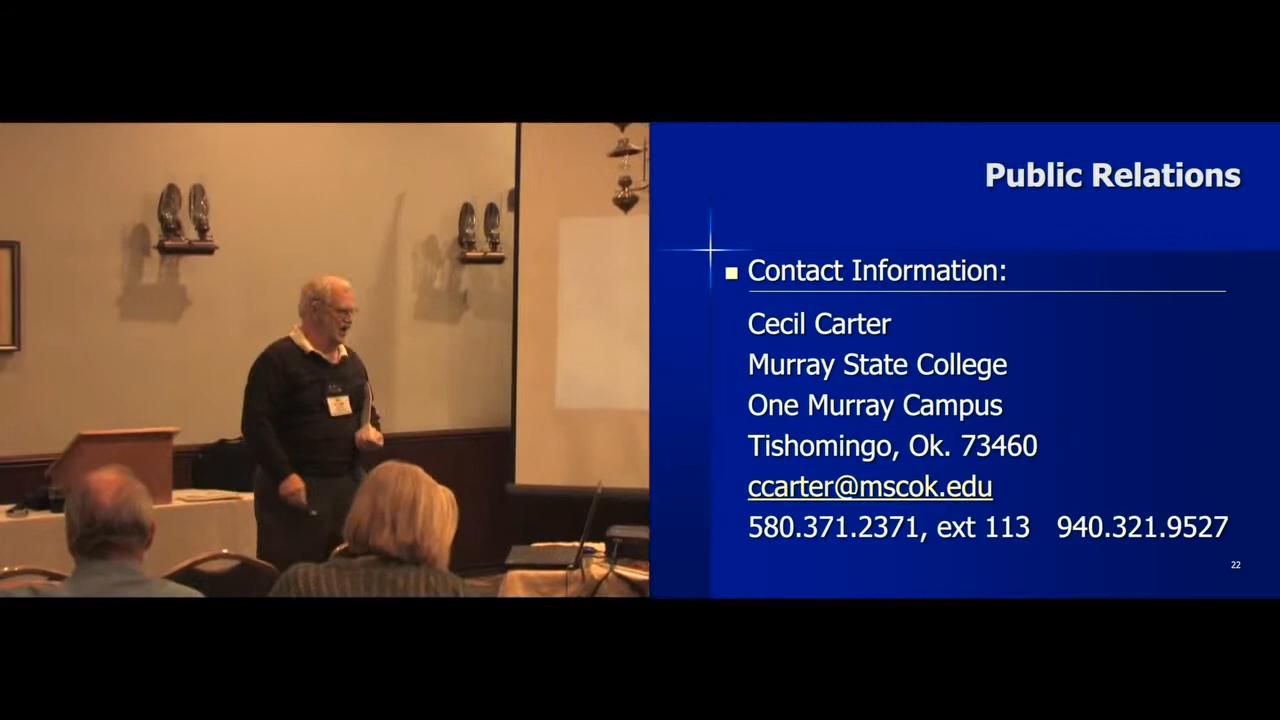 Public Relations
Contact Information:
Cecil Carter
Murray State College
One Murray Campus
Tishomingo, Ok. 73460
ccarter@mscok.edu
580.371.2371, ext 113 940.321.9527
22